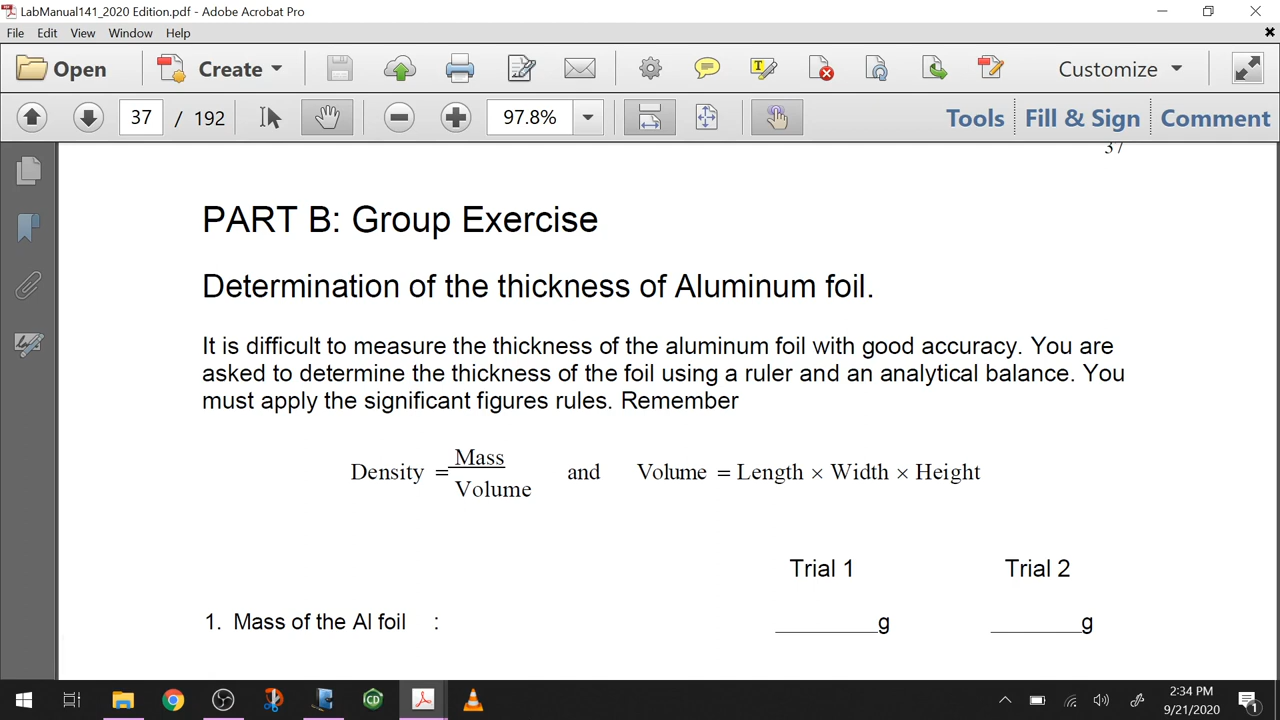 LabManual141_2020 Edition.pdf - Adobe Acrobat Pro
File Edit View Window Help
Open Create Customize
37 / 192 97.8% Tools Fill & Sign Comment
37
PART B: Group Exercise
Determination of the thickness of Aluminum foil.
It is difficult to measure the thickness of the aluminum foil with good accuracy. You are
asked to determine the thickness of the foil using a ruler and an analytical balance. You
must apply the significant figures rules. Remember
Density = Mass / Volume and Volume = Length × Width × Height
Trial 1 Trial 2
1. Mass of the Al foil : ________g ________g
2:34 PM
9/21/2020
1